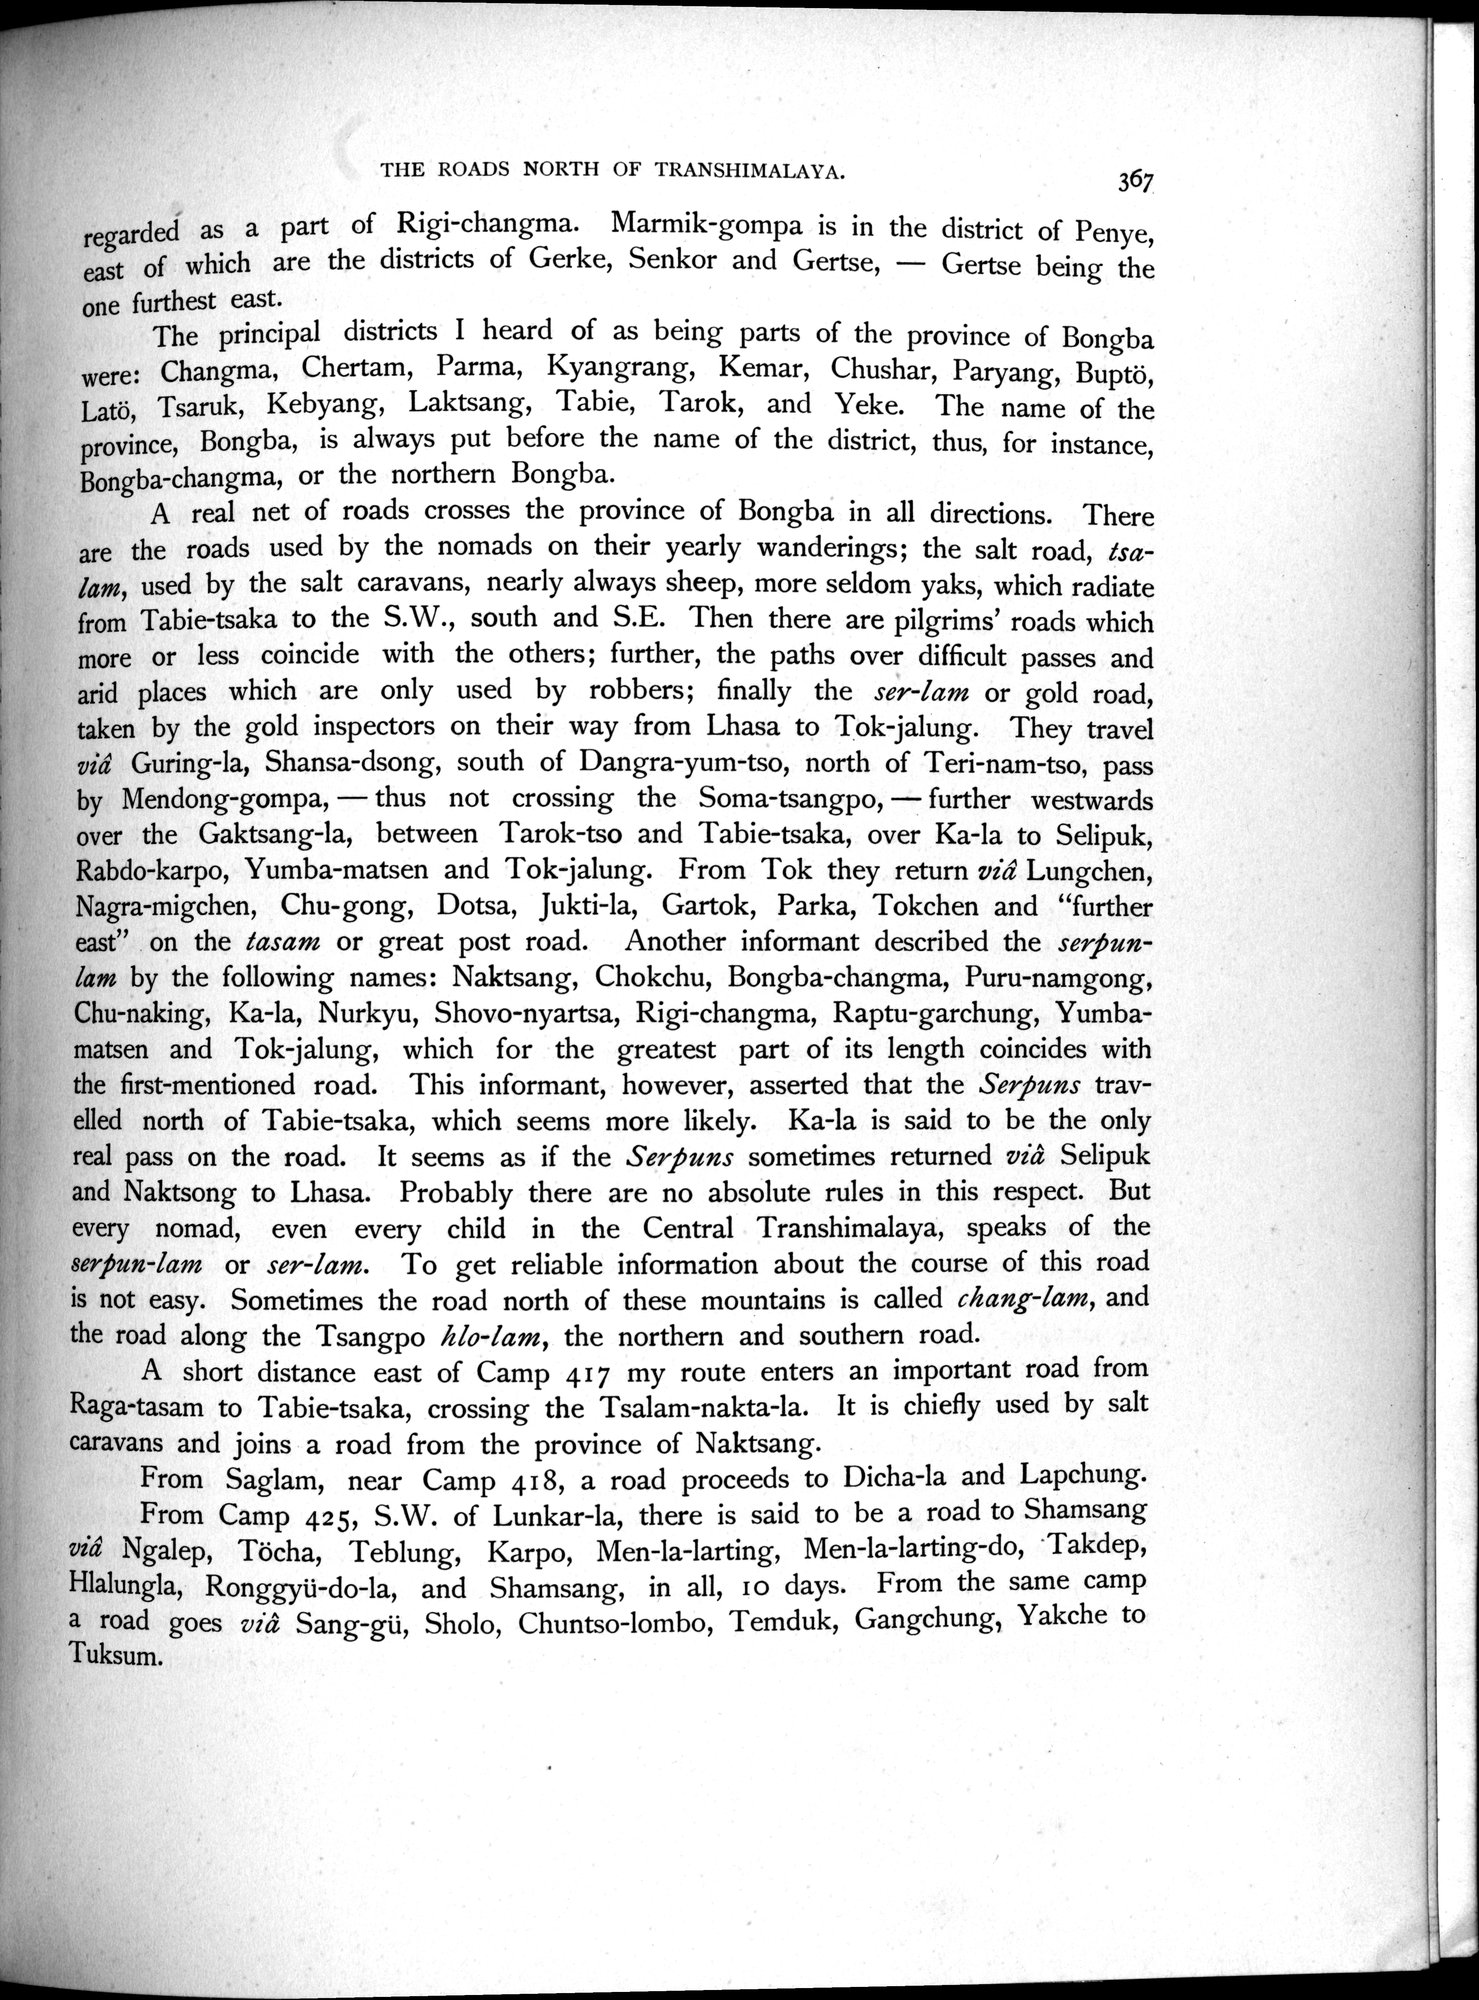 THE ROADS NORTH OF TRANSHIMALAYA.
367
regarded as a part of Rigi-changma. Marmik-gompa is in the district of Penye,
east of which are the districts of Gerke, Senkor and Gertse, — Gertse being the
one furthest east.
The principal districts I heard of as being parts of the province of Bongba
were: Changma, Chertam, Parma, Kyangrang, Kemar, Chushar, Paryang, Buptö,
Latö, Tsaruk, Kebyang, Laktsang, Tabie, Tarok, and Yeke. The name of the
province, Bongba, is always put before the name of the district, thus, for instance,
Bongba-changma, or the northern Bongba.
A real net of roads crosses the province of Bongba in all directions. There
are the roads used by the nomads on their yearly wanderings; the salt road, tsa-
lam, used by the salt caravans, nearly always sheep, more seldom yaks, which radiate
from Tabie-tsaka to the S.W., south and S.E. Then there are pilgrims' roads which
more or less coincide with the others; further, the paths over difficult passes and
arid places which are only used by robbers; finally the ser-lam or gold road,
taken by the gold inspectors on their way from Lhasa to Tok-jalung. They travel
viâ Guring-la, Shansa-dsong, south of Dangra-yum-tso, north of Teri-nam-tso, pass
by Mendong-gompa, — thus not crossing the Soma-tsangpo, — further westwards
over the Gaktsang-la, between Tarok-tso and Tabie-tsaka, over Ka-la to Selipuk,
Rabdo-karpo, Yumba-matsen and Tok-jalung. From Tok they return viâ Lungchen,
Nagra-migchen, Chu-gong, Dotsa, Jukti-la, Gartok, Parka, Tokchen and “further
east” on the tasam or great post road. Another informant described the serpun-
lam by the following names: Naktsang, Chokchu, Bongba-changma, Puru-namgong,
Chu-naking, Ka-la, Nurkyu, Shovo-nyartsa, Rigi-changma, Raptu-garchung, Yumba-
matsen and Tok-jalung, which for the greatest part of its length coincides with
the first-mentioned road. This informant, however, asserted that the Serpuns trav-
elled north of Tabie-tsaka, which seems more likely. Ka-la is said to be the only
real pass on the road. It seems as if the Serpuns sometimes returned viâ Selipuk
and Naktsong to Lhasa. Probably there are no absolute rules in this respect. But
every nomad, even every child in the Central Transhimalaya, speaks of the
serpun-lam or ser-lam. To get reliable information about the course of this road
is not easy. Sometimes the road north of these mountains is called chang-lam, and
the road along the Tsangpo hlo-lam, the northern and southern road.
A short distance east of Camp 417 my route enters an important road from
Raga-tasam to Tabie-tsaka, crossing the Tsalam-nakta-la. It is chiefly used by salt
caravans and joins a road from the province of Naktsang.
From Saglam, near Camp 418, a road proceeds to Dicha-la and Lapchung.
From Camp 425, S.W. of Lunkar-la, there is said to be a road to Shamsang
viâ Ngalep, Töcha, Teblung, Karpo, Men-la-larting, Men-la-larting-do, Takdep,
Hlalungla, Ronggyü-do-la, and Shamsang, in all, 10 days. From the same camp
a road goes viâ Sang-gü, Sholo, Chuntso-lombo, Temduk, Gangchung, Yakche to
Tuksum.